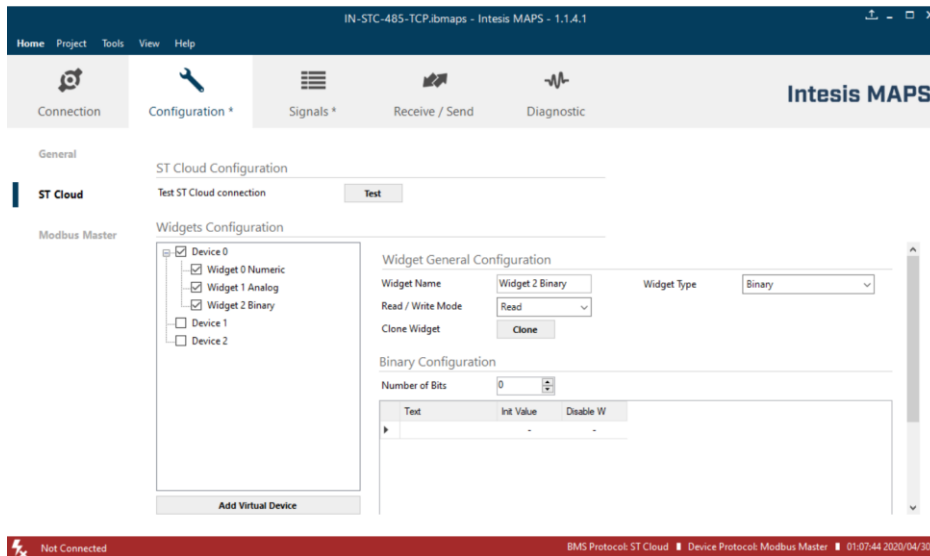 IN-STC-485-TCP.ibmaps - Intesis MAPS - 1.1.4.1
Home Project Tools View Help
Connection Configuration * Signals * Receive / Send Diagnostic
Intesis MAPS
General
ST Cloud
Modbus Master
ST Cloud Configuration
Test ST Cloud connection Test
Widgets Configuration
Device 0
Widget 0 Numeric
Widget 1 Analog
Widget 2 Binary
Device 1
Device 2
Add Virtual Device
Widget General Configuration
Widget Name Widget 2 Binary Widget Type Binary
Read / Write Mode Read
Clone Widget Clone
Binary Configuration
Number of Bits 0
Text Init Value Disable W
- -
Not Connected BMS Protocol: ST Cloud Device Protocol: Modbus Master 01:07:44 2020/04/30